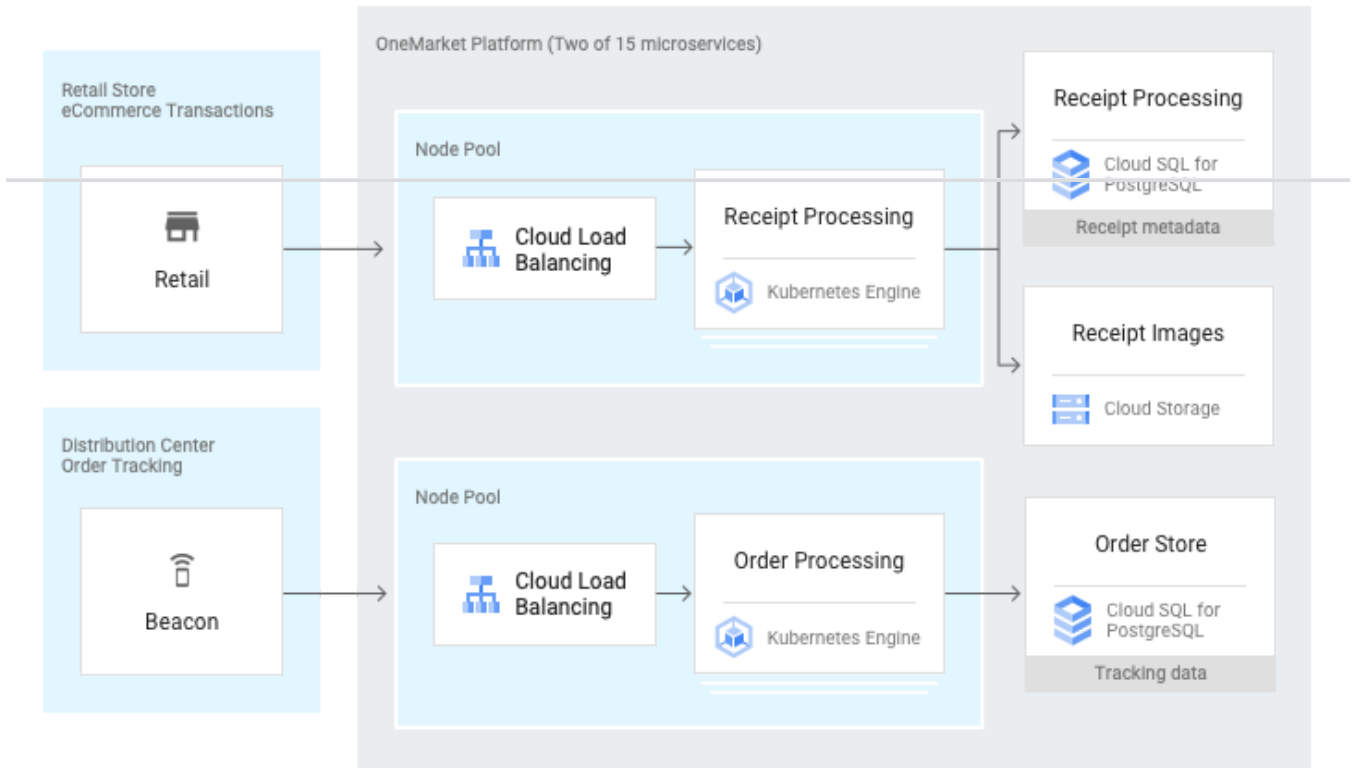 OneMarket Platform (Two of 15 microservices)
Retail Store
eCommerce Transactions
Retail
Node Pool
Cloud Load
Balancing
Receipt Processing
Kubernetes Engine
Receipt Processing
Cloud SQL for
PostgreSQL
Receipt metadata
Receipt Images
Cloud Storage
Distribution Center
Order Tracking
Beacon
Node Pool
Cloud Load
Balancing
Order Processing
Kubernetes Engine
Order Store
Cloud SQL for
PostgreSQL
Tracking data